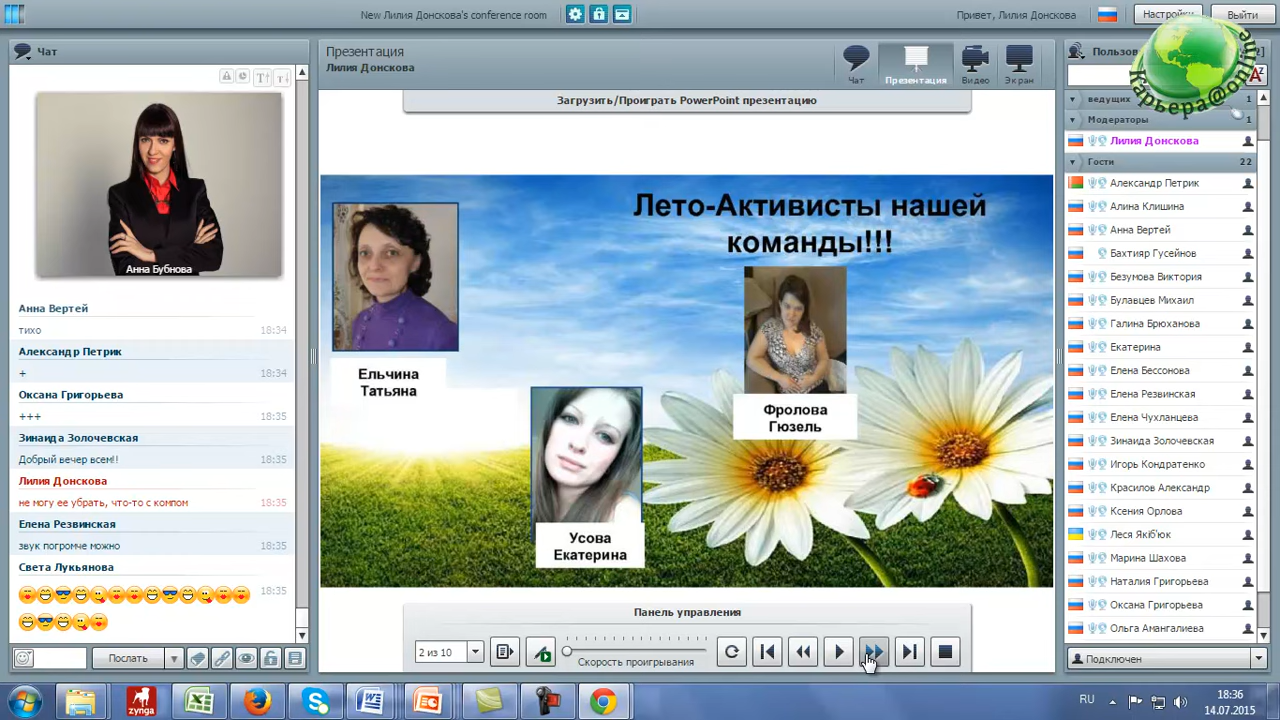 New Лилия Донскова's conference room
Привет, Лилия Донскова
Настройки
Выйти
Чат
Анна Бубнова
Анна Вертей
тихо
18:34
Александр Петрик
+
18:34
Оксана Григорьева
+++
18:35
Зинаида Золочевская
Добрый вечер всем!!
18:35
Лилия Донскова
не могу ее убрать, что-то с компом
18:35
Елена Резвинская
звук погромче можно
18:35
Света Лукьянова
18:35
Послать
Презентация
Лилия Донскова
Чат
Презентация
Видео
Экран
Загрузить/Проиграть PowerPoint презентацию
Лето-Активисты нашей
команды!!!
Ельчина
Татьяна
Усова
Екатерина
Фролова
Гюзель
Панель управления
2 из 10
Скорость проигрывания
Карьера@online
ведущих 1
Модераторы 1
Лилия Донскова
Гости 22
Александр Петрик
Алина Клишина
Анна Вертей
Бахтияр Гусейнов
Безумова Виктория
Булавцев Михаил
Галина Брюханова
Екатерина
Елена Бессонова
Елена Резвинская
Елена Чухланцева
Зинаида Золочевская
Игорь Кондратенко
Красилов Александр
Ксения Орлова
Леся Якіб'юк
Марина Шахова
Наталия Григорьева
Оксана Григорьева
Ольга Амангалиева
Подключен
zynga
RU
18:36
14.07.2015